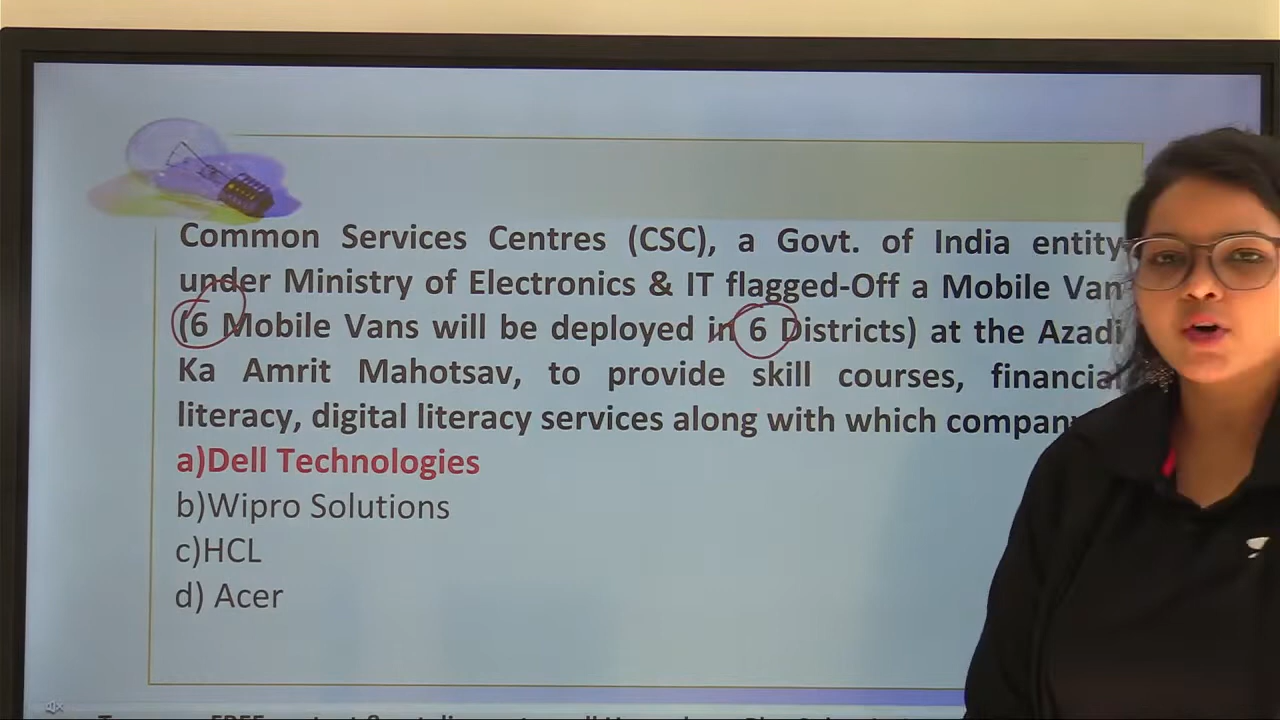 Common Services Centres (CSC), a Govt. of India entity
under Ministry of Electronics & IT flagged-Off a Mobile Van
(6 Mobile Vans will be deployed in 6 Districts) at the Azadi
Ka Amrit Mahotsav, to provide skill courses, financial
literacy, digital literacy services along with which company
a)Dell Technologies
b)Wipro Solutions
c)HCL
d) Acer